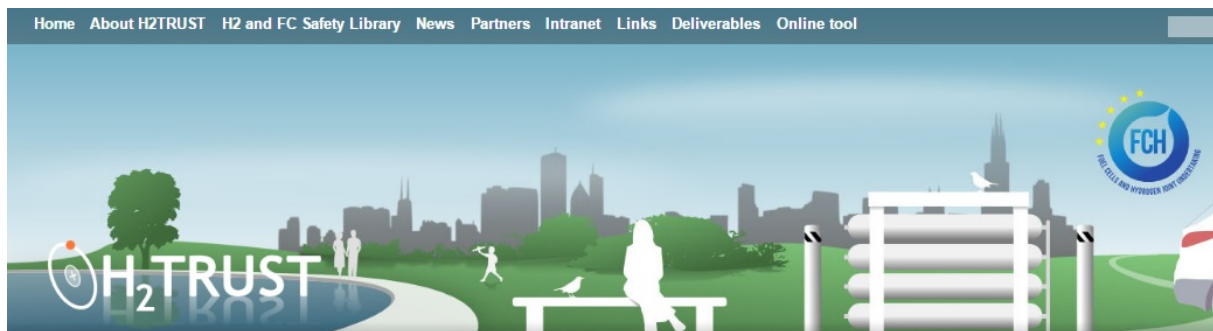 Home About H2TRUST H2 and FC Safety Library News Partners Intranet Links Deliverables Online tool
FCH
FUEL CELLS AND HYDROGEN JOINT UNDERTAKING
H2TRUST